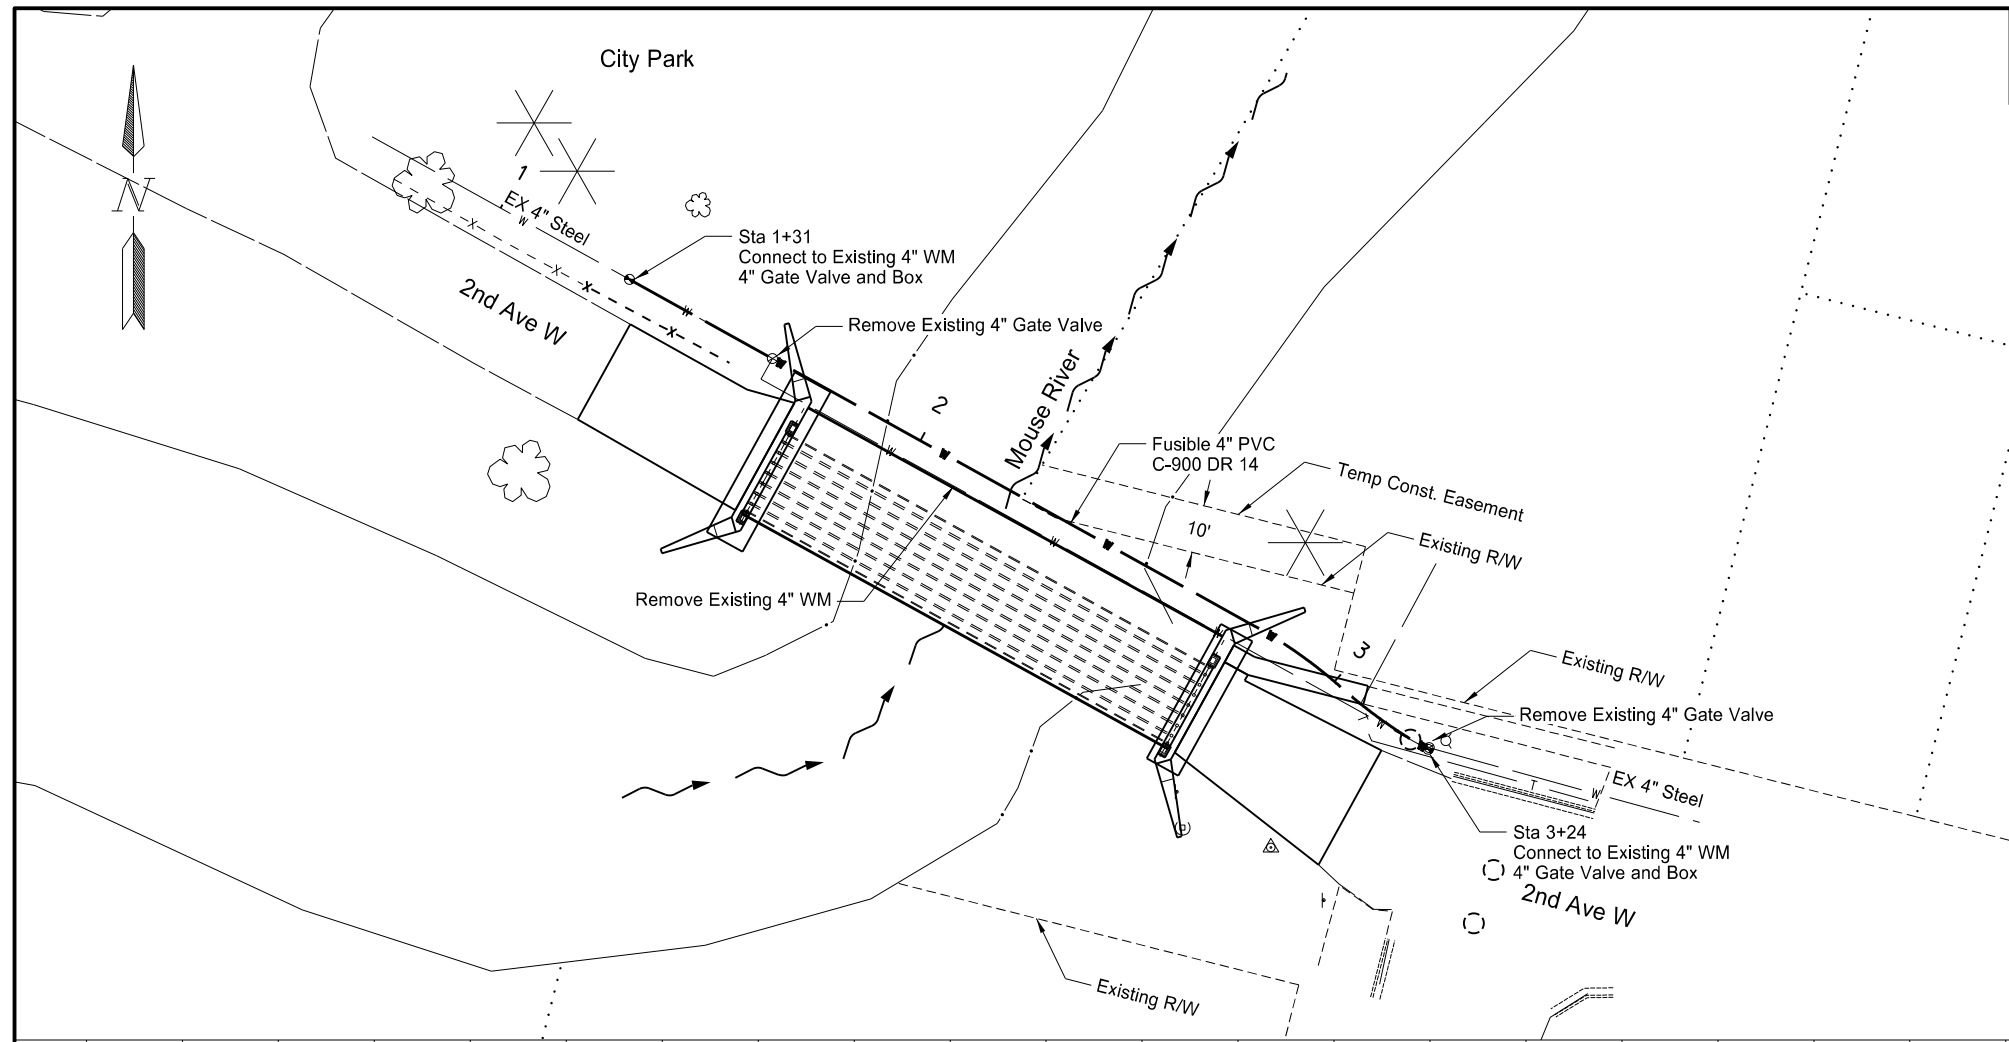 City Park
N
1
EX 4" Steel
W
X
X
X
X
Sta 1+31
Connect to Existing 4" WM
4" Gate Valve and Box
2nd Ave W
W
Remove Existing 4" Gate Valve
2
Mouse River
W
Fusible 4" PVC
C-900 DR 14
Temp Const. Easement
10'
Existing R/W
W
Remove Existing 4" WM
3
Existing R/W
W
Remove Existing 4" Gate Valve
T
W
EX 4" Steel
Sta 3+24
Connect to Existing 4" WM
4" Gate Valve and Box
2nd Ave W
Existing R/W